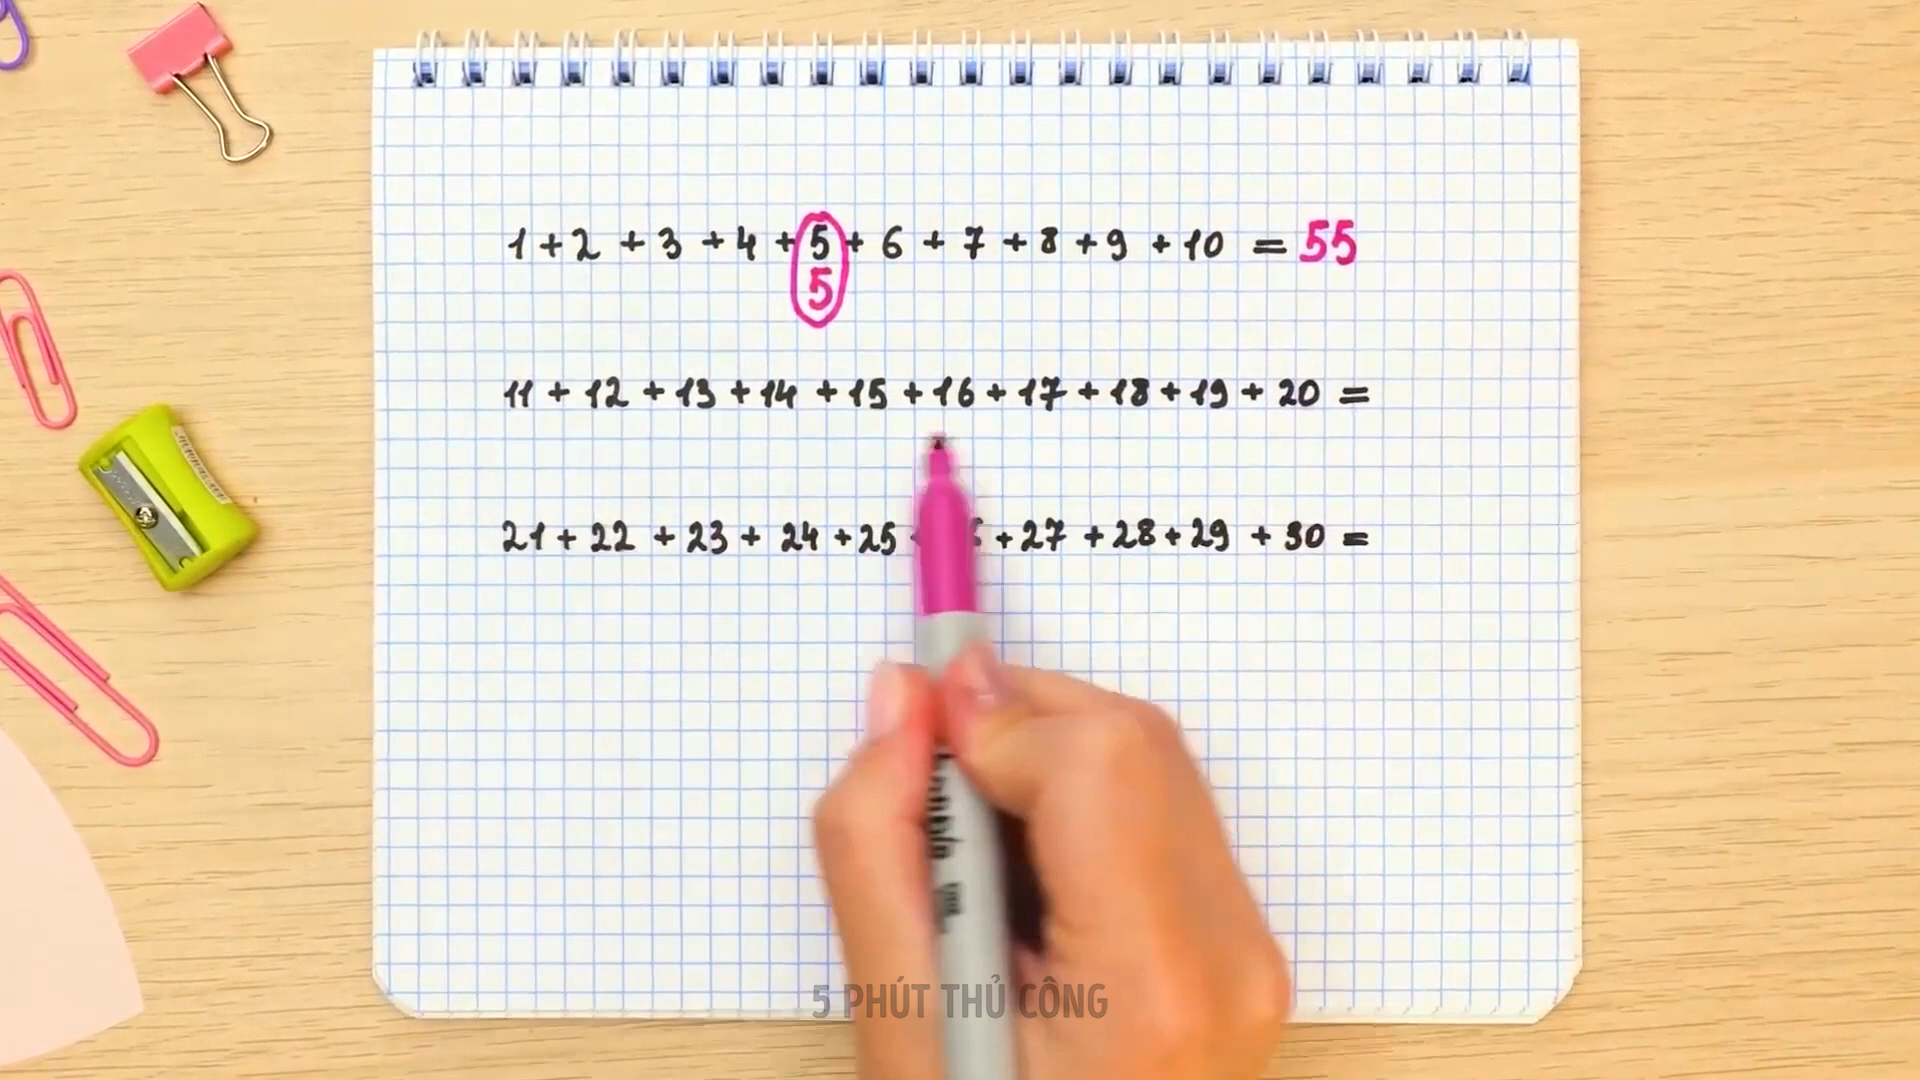 1 + 2 + 3 + 4 + 5 + 6 + 7 + 8 + 9 + 10 = 55
5
11 + 12 + 13 + 14 + 15 + 16 + 17 + 18 + 19 + 20 =
21 + 22 + 23 + 24 + 25 + 27 + 28 + 29 + 30 =
5 PHÚT THỦ CÔNG